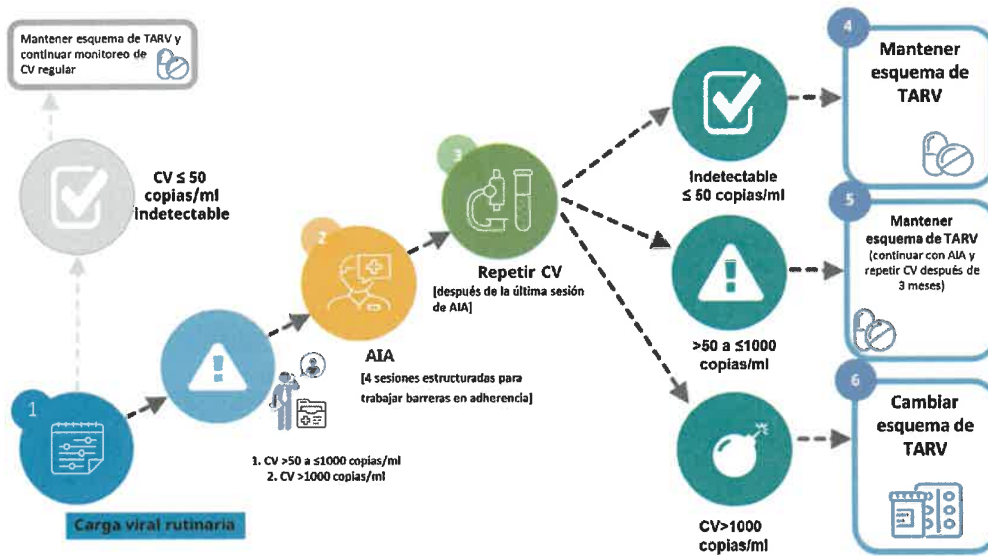 Mantener esquema de TARV y
continuar monitoreo de
CV regular
CV ≤ 50
copias/ml
indetectable
1
Carga viral rutinaria
1. CV >50 a ≤1000 copias/ml
2. CV >1000 copias/ml
2
AIA
[4 sesiones estructuradas para
trabajar barreras en adherencia]
3
Repetir CV
[después de la última sesión
de AIA]
Indetectable
≤ 50 copias/ml
>50 a ≤1000
copias/ml
CV>1000
copias/ml
4
Mantener
esquema de
TARV
5
Mantener
esquema de TARV
(continuar con AIA y
repetir CV después de
3 meses)
6
Cambiar
esquema de
TARV